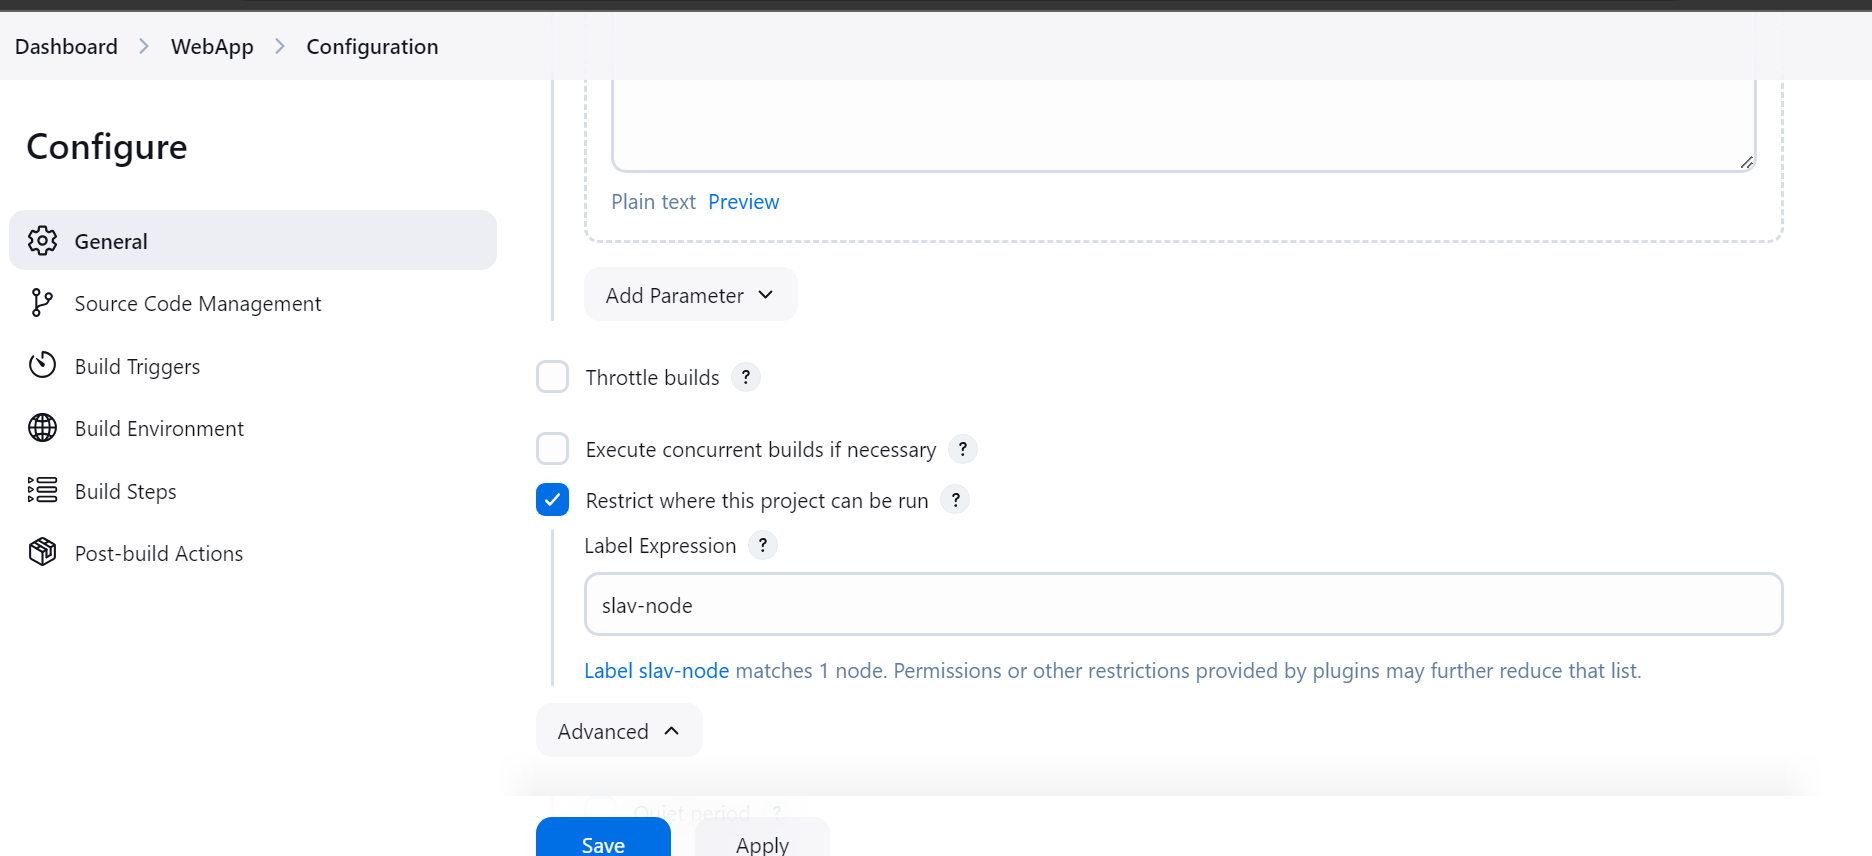 Dashboard > WebApp > Configuration
Configure
General
Source Code Management
Build Triggers
Build Environment
Build Steps
Post-build Actions
Plain text Preview
Add Parameter
Throttle builds ?
Execute concurrent builds if necessary ?
Restrict where this project can be run ?
Label Expression ?
slav-node
Label slav-node matches 1 node. Permissions or other restrictions provided by plugins may further reduce that list.
Advanced
Quiet period ?
Save Apply